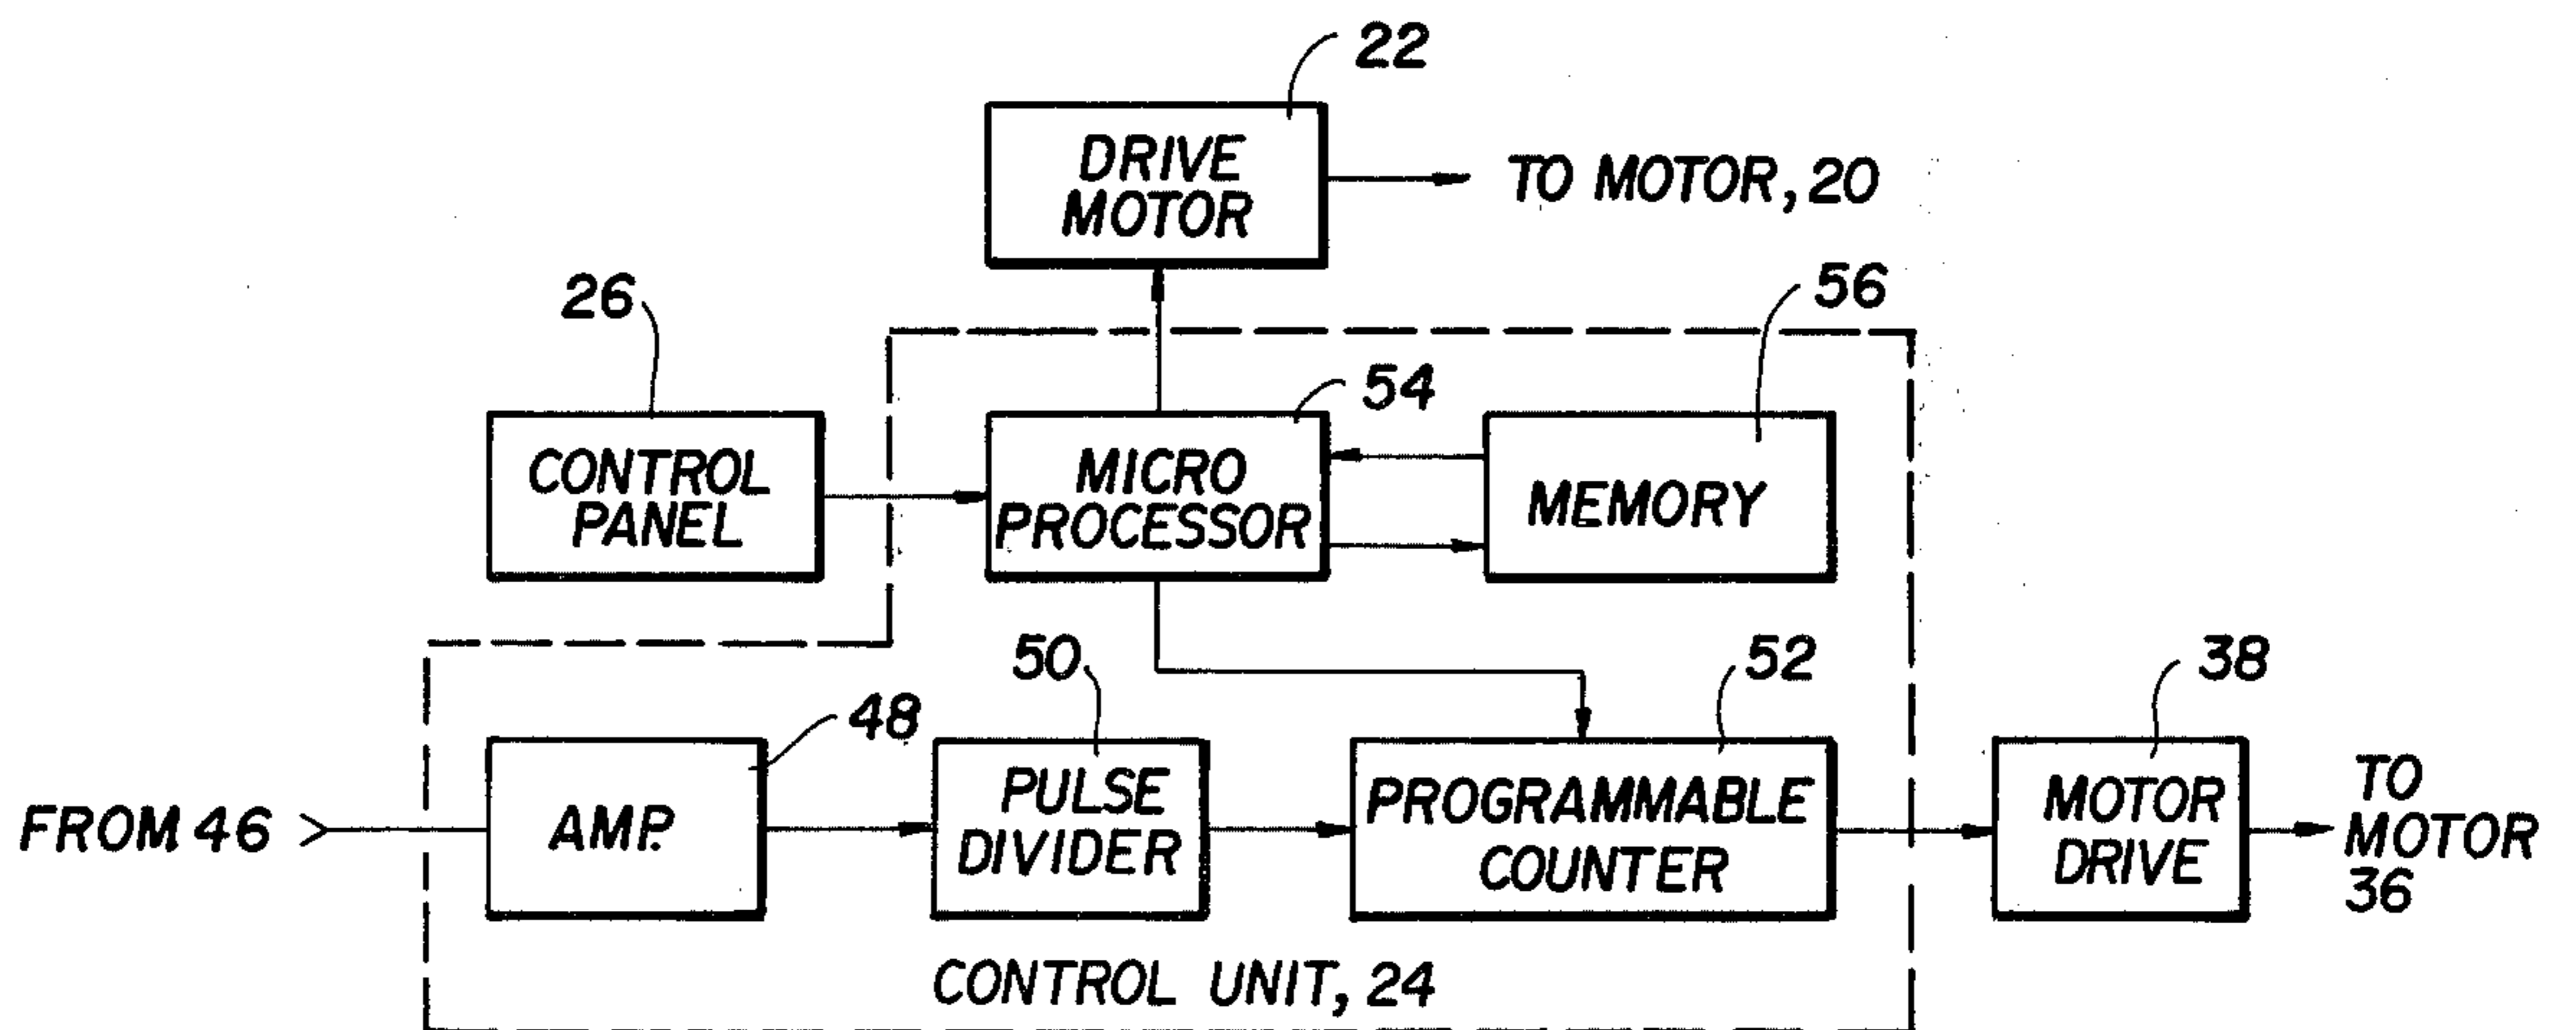 22
DRIVE
MOTOR
TO MOTOR, 20
26
56
54
CONTROL
PANEL
MICRO
PROCESSOR
MEMORY
50
52
38
48
FROM 46
AMP.
PULSE
DIVIDER
PROGRAMMABLE
COUNTER
MOTOR
DRIVE
TO
MOTOR
36
CONTROL UNIT, 24